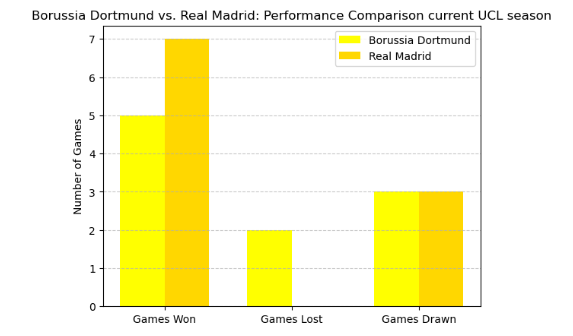 Borussia Dortmund vs. Real Madrid: Performance Comparison current UCL season
Borussia Dortmund
Real Madrid
Number of Games
7
6
5
4
3
2
1
0
Games Won
Games Lost
Games Drawn